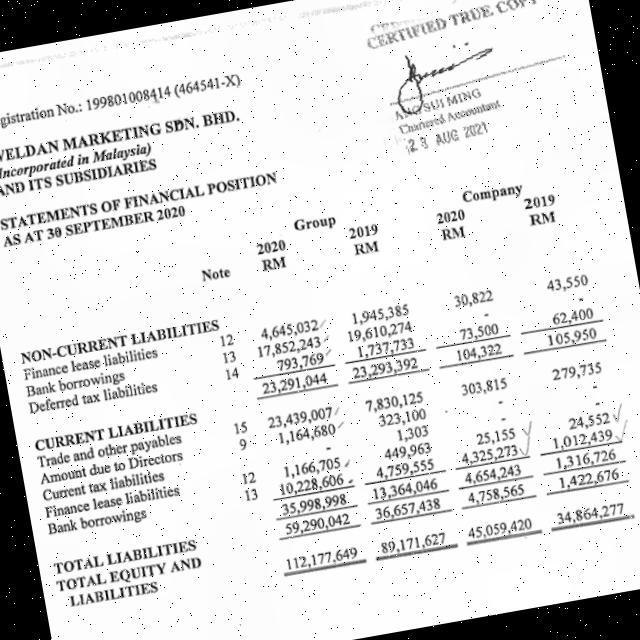 CERTIFIED TRUE COPY
ANG SUI MING
Chartered Accountant
23 AUG 2021
gistration No.: 199801008414 (464541-X)
WELDAN MARKETING SDN. BHD.
Incorporated in Malaysia)
AND ITS SUBSIDIARIES
STATEMENTS OF FINANCIAL POSITION
AS AT 30 SEPTEMBER 2020
Group Company
2020 2019 2020 2019
Note RM RM RM RM
NON-CURRENT LIABILITIES
Finance lease liabilities 12 4,645,032 1,945,385 30,822 43,550
Bank borrowings 13 17,852,243 19,610,274 - -
Deferred tax liabilities 14 793,769 1,737,733 73,500 62,400
23,291,044 23,293,392 104,322 105,950
CURRENT LIABILITIES
Trade and other payables 15 23,439,007 7,830,125 303,815 279,735
Amount due to Directors 9 1,164,680 323,100 - -
Current tax liabilities - 1,303 - -
Finance lease liabilities 12 1,166,705 449,963 25,155 24,552
Bank borrowings 13 10,228,606 4,759,555 4,325,273 1,012,439
35,998,998 13,364,046 4,654,243 1,316,726
TOTAL LIABILITIES 59,290,042 36,657,438 4,758,565 1,422,676
TOTAL EQUITY AND
LIABILITIES 112,177,649 89,171,627 45,059,420 34,864,277